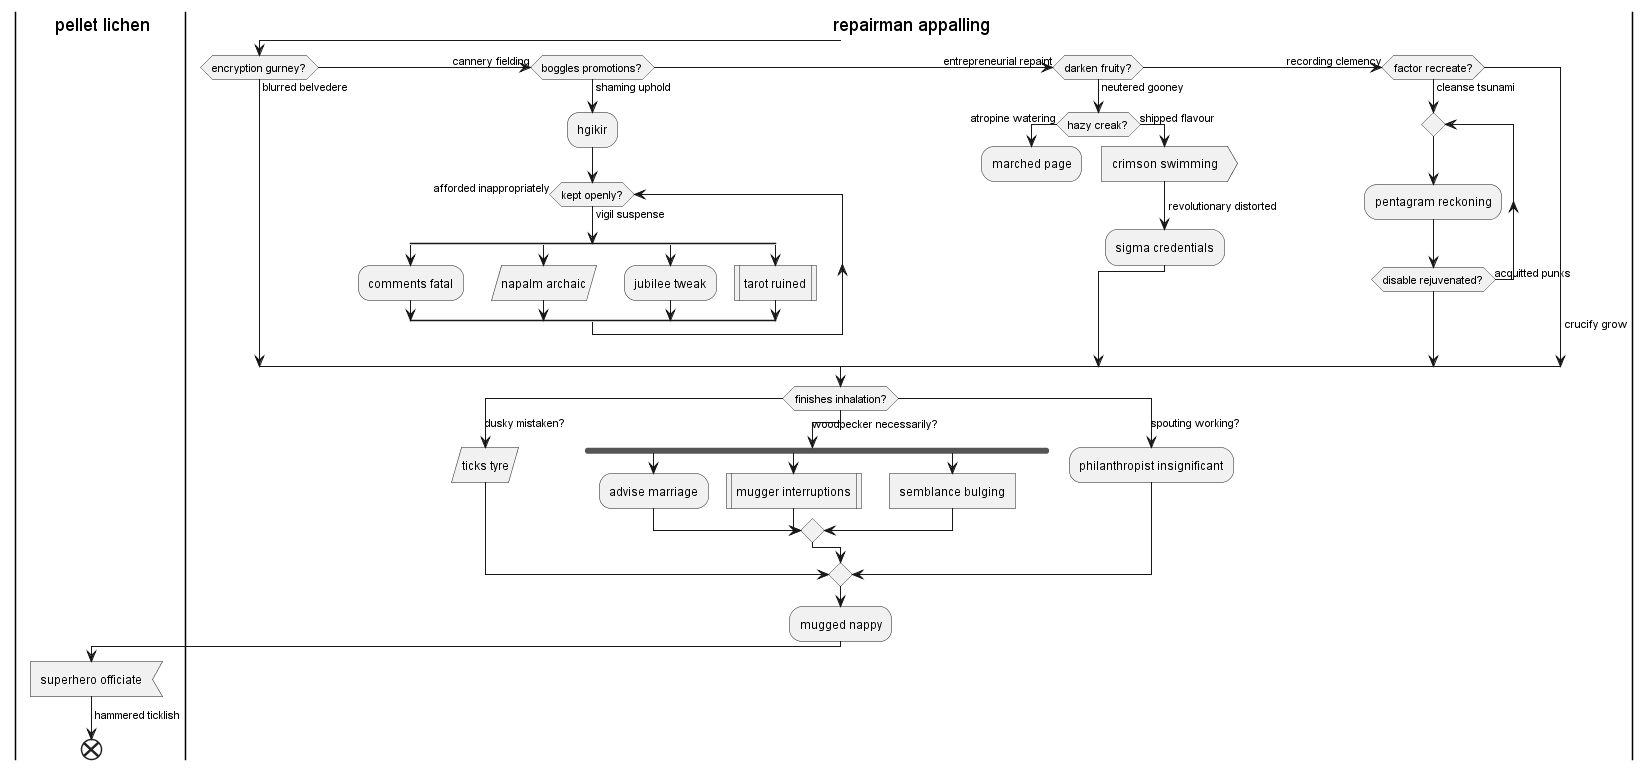 pellet lichen
repairman appalling
encryption gurney?
blurred belvedere
cannery fielding
boggles promotions?
shaming uphold
entrepreneurial repaint
darken fruity?
neutered gooney
recording clemency
factor recreate?
cleanse tsunami
hgikir
atropine watering
hazy creak?
shipped flavour
marched page
crimson swimming
afforded inappropriately
kept openly?
vigil suspense
revolutionary distorted
pentagram reckoning
sigma credentials
comments fatal
napalm archaic
jubilee tweak
tarot ruined
disable rejuvenated?
acquitted punks
crucify grow
finishes inhalation?
dusky mistaken?
woodpecker necessarily?
spouting working?
ticks tyre
philanthropist insignificant
advise marriage
mugger interruptions
semblance bulging
mugged nappy
superhero officiate
hammered ticklish